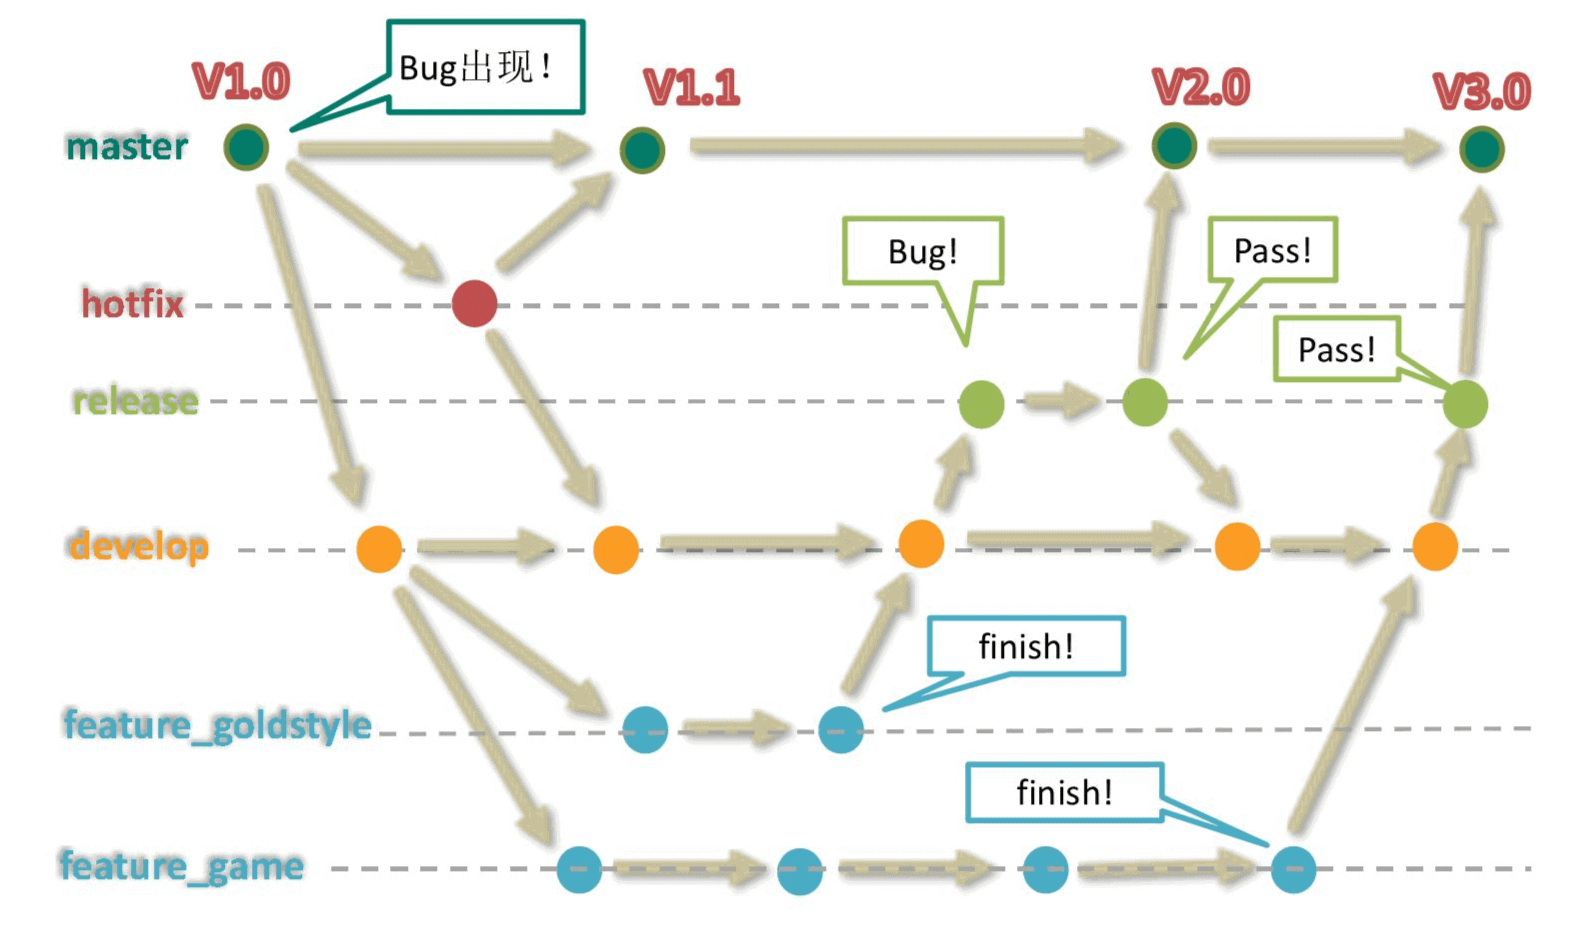 Bug出现！
V1.0
V1.1
V2.0
V3.0
master
Bug!
Pass!
hotfix
Pass!
release
develop
finish!
feature_goldstyle
finish!
feature_game